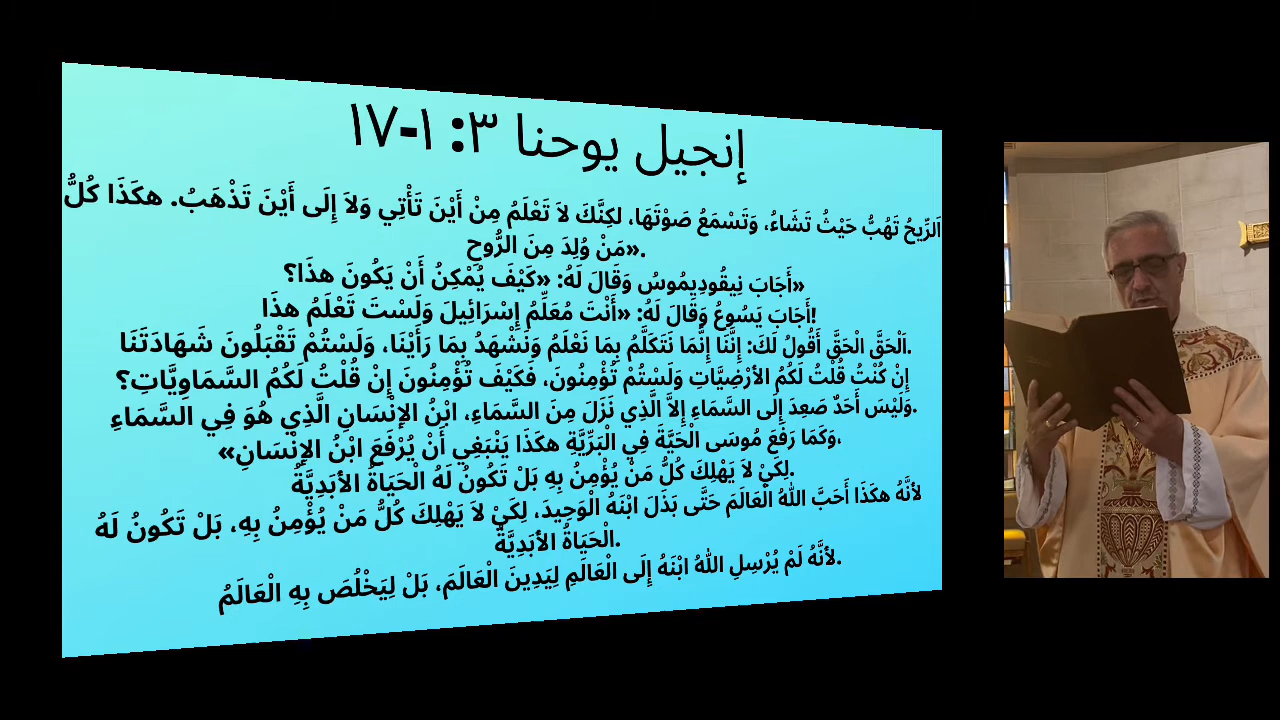 إنجيل يوحنا ٣: ١-١٧
اَلرِّيحُ تَهُبُّ حَيْثُ تَشَاءُ، وَتَسْمَعُ صَوْتَهَا، لكِنَّكَ لاَ تَعْلَمُ مِنْ أَيْنَ تَأْتِي وَلاَ إِلَى أَيْنَ تَذْهَبُ. هكَذَا كُلُّ
مَنْ وُلِدَ مِنَ الرُّوحِ».
«أَجَابَ نِيقُودِيمُوسُ وَقَالَ لَهُ: «كَيْفَ يُمْكِنُ أَنْ يَكُونَ هذَا؟
!أَجَابَ يَسُوعُ وَقَالَ لَهُ: «أَنْتَ مُعَلِّمُ إِسْرَائِيلَ وَلَسْتَ تَعْلَمُ هذَا
.اَلْحَقَّ الْحَقَّ أَقُولُ لَكَ: إِنَّنَا إِنَّمَا نَتَكَلَّمُ بِمَا نَعْلَمُ وَنَشْهَدُ بِمَا رَأَيْنَا، وَلَسْتُمْ تَقْبَلُونَ شَهَادَتَنَا
إِنْ كُنْتُ قُلْتُ لَكُمُ الأَرْضِيَّاتِ وَلَسْتُمْ تُؤْمِنُونَ، فَكَيْفَ تُؤْمِنُونَ إِنْ قُلْتُ لَكُمُ السَّمَاوِيَّاتِ؟
.وَلَيْسَ أَحَدٌ صَعِدَ إِلَى السَّمَاءِ إِلاَّ الَّذِي نَزَلَ مِنَ السَّمَاءِ، ابْنُ الإِنْسَانِ الَّذِي هُوَ فِي السَّمَاءِ
،وَكَمَا رَفَعَ مُوسَى الْحَيَّةَ فِي الْبَرِّيَّةِ هكَذَا يَنْبَغِي أَنْ يُرْفَعَ ابْنُ الإِنْسَانِ»
.لِكَيْ لاَ يَهْلِكَ كُلُّ مَنْ يُؤْمِنُ بِهِ بَلْ تَكُونُ لَهُ الْحَيَاةُ الأَبَدِيَّةُ
لأَنَّهُ هكَذَا أَحَبَّ اللهُ الْعَالَمَ حَتَّى بَذَلَ ابْنَهُ الْوَحِيدَ، لِكَيْ لاَ يَهْلِكَ كُلُّ مَنْ يُؤْمِنُ بِهِ، بَلْ تَكُونُ لَهُ
.الْحَيَاةُ الأَبَدِيَّةُ
.لأَنَّهُ لَمْ يُرْسِلِ اللهُ ابْنَهُ إِلَى الْعَالَمِ لِيَدِينَ الْعَالَمَ، بَلْ لِيَخْلُصَ بِهِ الْعَالَمُ